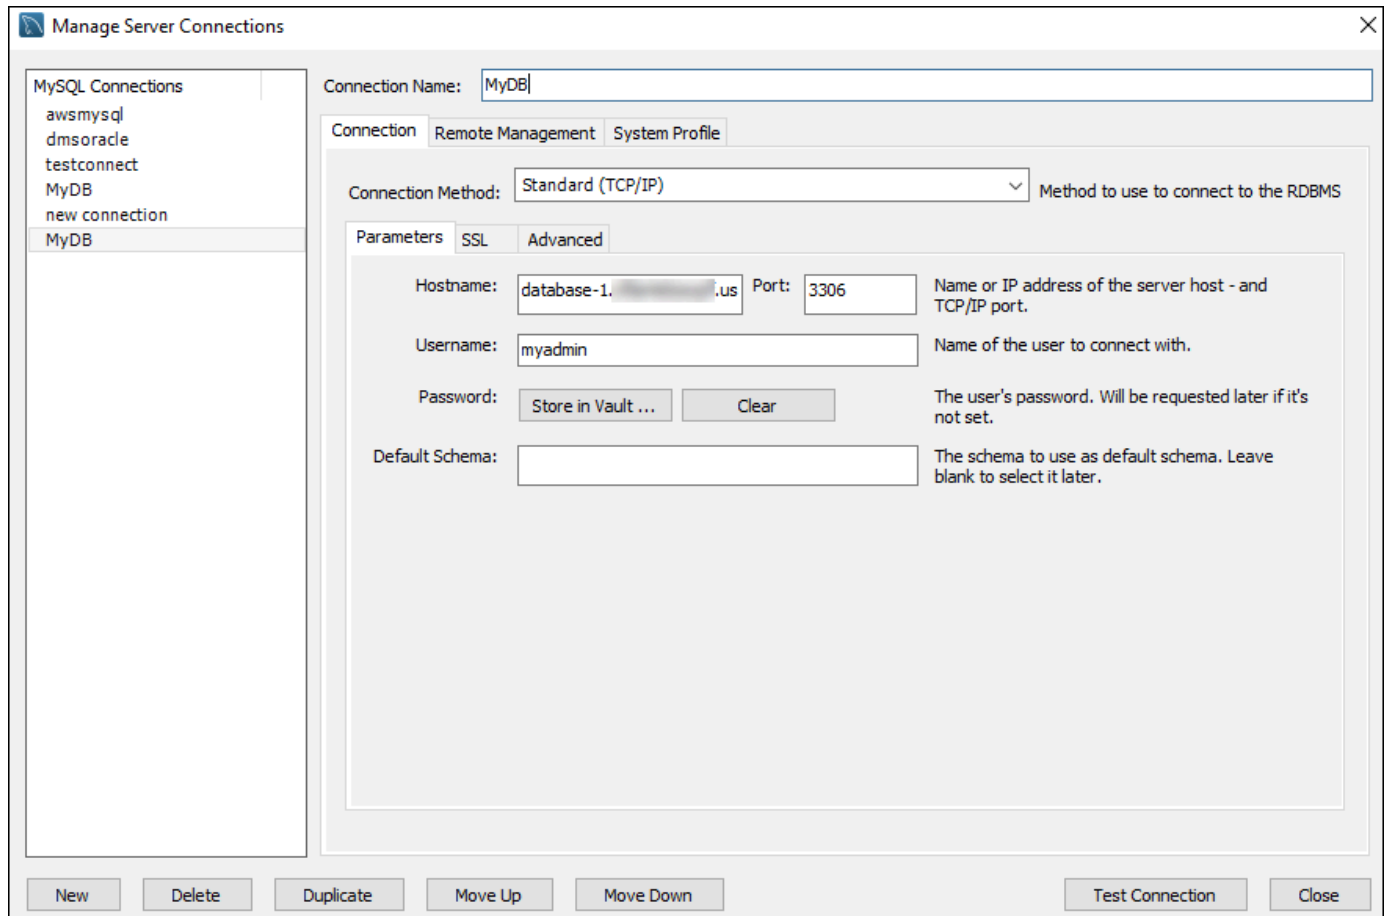 Manage Server Connections
MySQL Connections
awsmysql
dmsoracle
testconnect
MyDB
new connection
MyDB
Connection Name: MyDB
Connection Remote Management System Profile
Connection Method: Standard (TCP/IP) Method to use to connect to the RDBMS
Parameters SSL Advanced
Hostname: database-1. .us Port: 3306 Name or IP address of the server host - and
TCP/IP port.
Username: myadmin Name of the user to connect with.
Password: Store in Vault ... Clear The user's password. Will be requested later if it's
not set.
Default Schema: The schema to use as default schema. Leave
blank to select it later.
New Delete Duplicate Move Up Move Down Test Connection Close